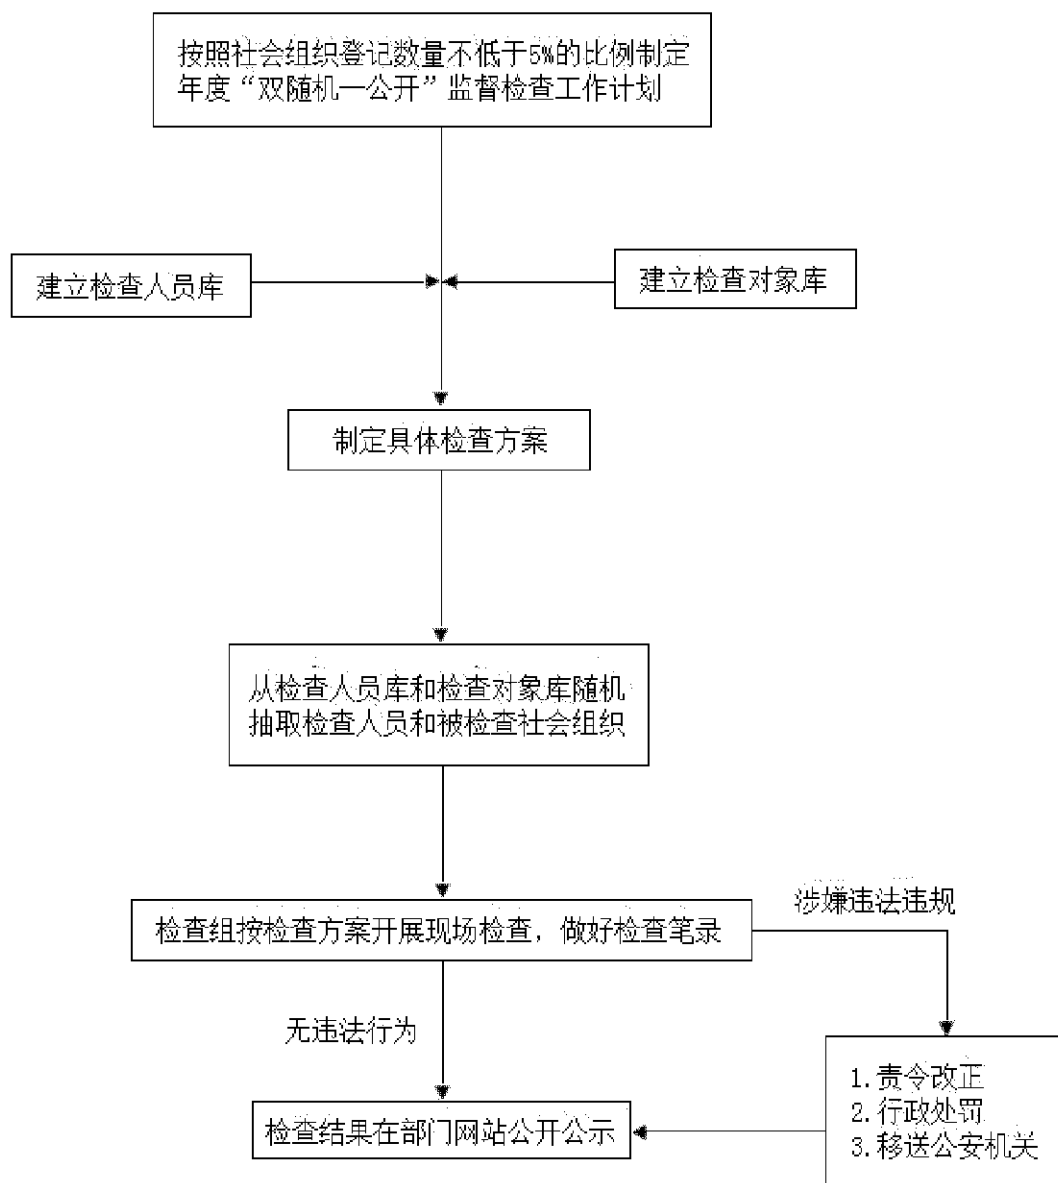 按照社会组织登记数量不低于5%的比例制定
年度“双随机一公开”监督检查工作计划
建立检查人员库
建立检查对象库
制定具体检查方案
从检查人员库和检查对象库随机
抽取检查人员和被检查社会组织
涉嫌违法违规
检查组按检查方案开展现场检查，做好检查笔录
无违法行为
1.责令改正
2.行政处罚
3.移送公安机关
检查结果在部门网站公开公示